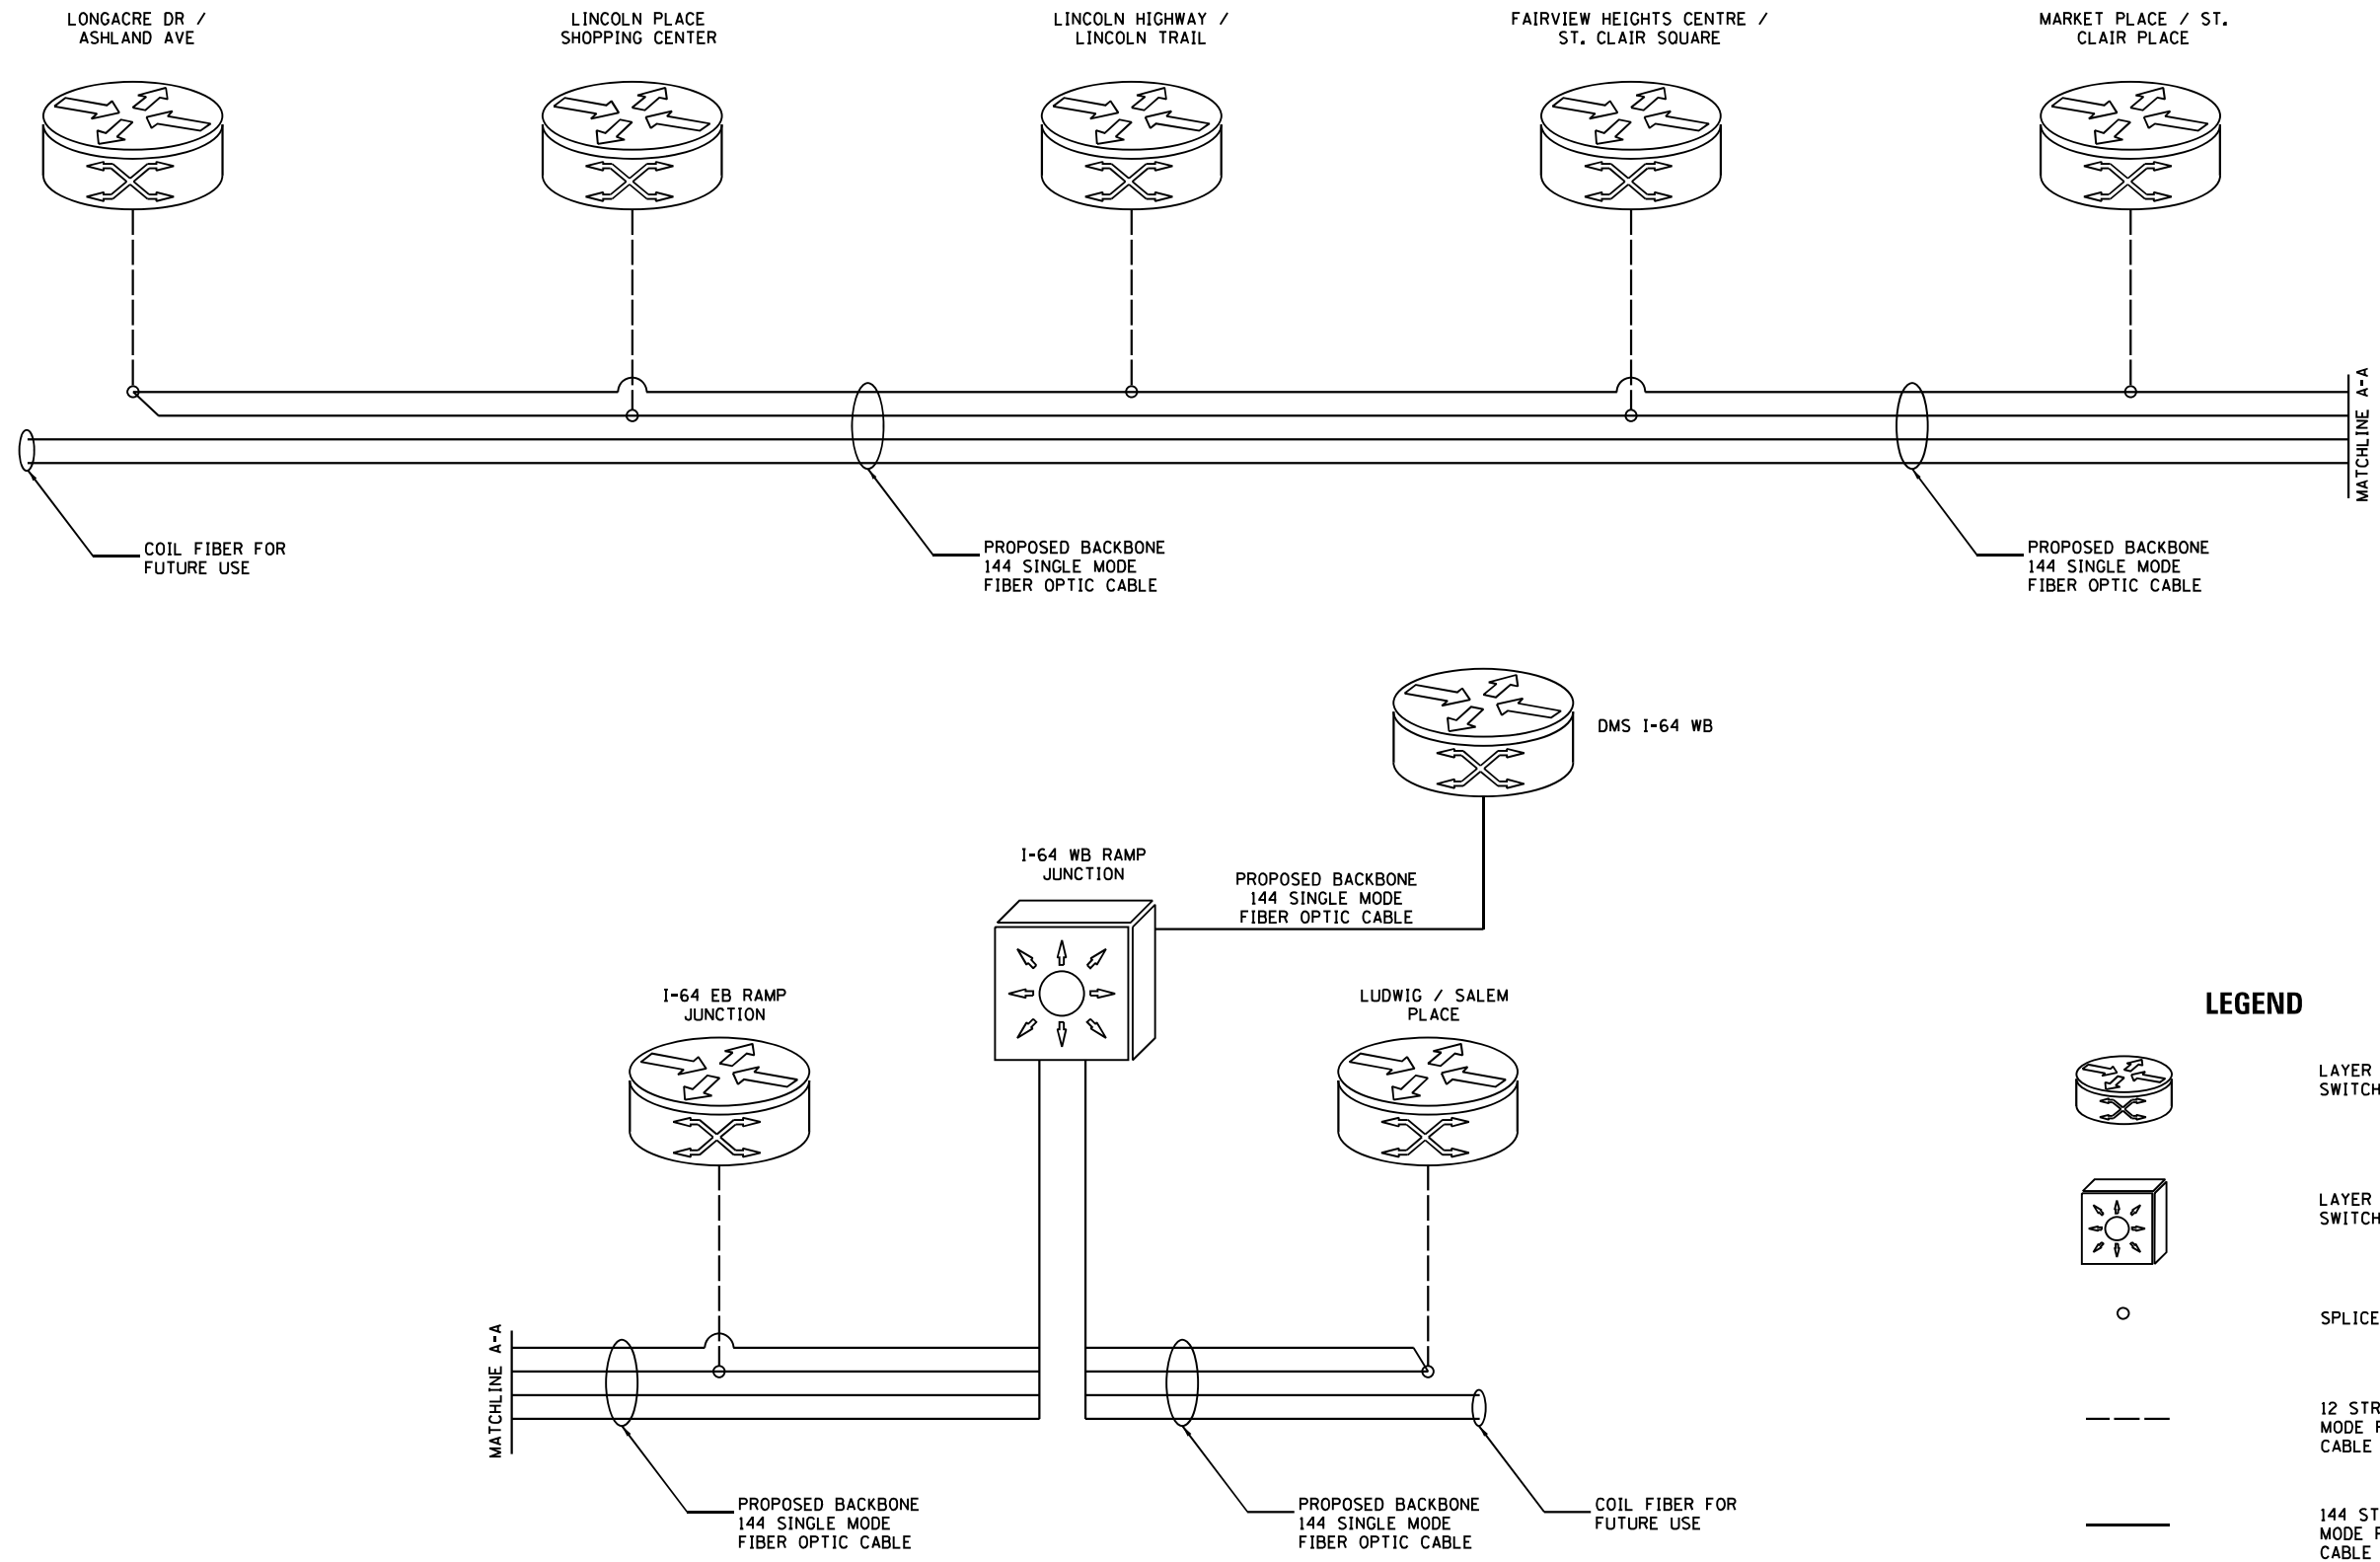 LONGACRE DR /
ASHLAND AVE
LINCOLN PLACE
SHOPPING CENTER
LINCOLN HIGHWAY /
LINCOLN TRAIL
FAIRVIEW HEIGHTS CENTRE /
ST. CLAIR SQUARE
MARKET PLACE / ST.
CLAIR PLACE
MATCHLINE A-A
COIL FIBER FOR
FUTURE USE
PROPOSED BACKBONE
144 SINGLE MODE
FIBER OPTIC CABLE
PROPOSED BACKBONE
144 SINGLE MODE
FIBER OPTIC CABLE
DMS I-64 WB
I-64 WB RAMP
JUNCTION
PROPOSED BACKBONE
144 SINGLE MODE
FIBER OPTIC CABLE
I-64 EB RAMP
JUNCTION
LUDWIG / SALEM
PLACE
MATCHLINE A-A
PROPOSED BACKBONE
144 SINGLE MODE
FIBER OPTIC CABLE
PROPOSED BACKBONE
144 SINGLE MODE
FIBER OPTIC CABLE
COIL FIBER FOR
FUTURE USE
LEGEND
LAYER
SWITCH
LAYER
SWITCH
SPLICE
12
MODE
CABLE
144
MODE
CABLE